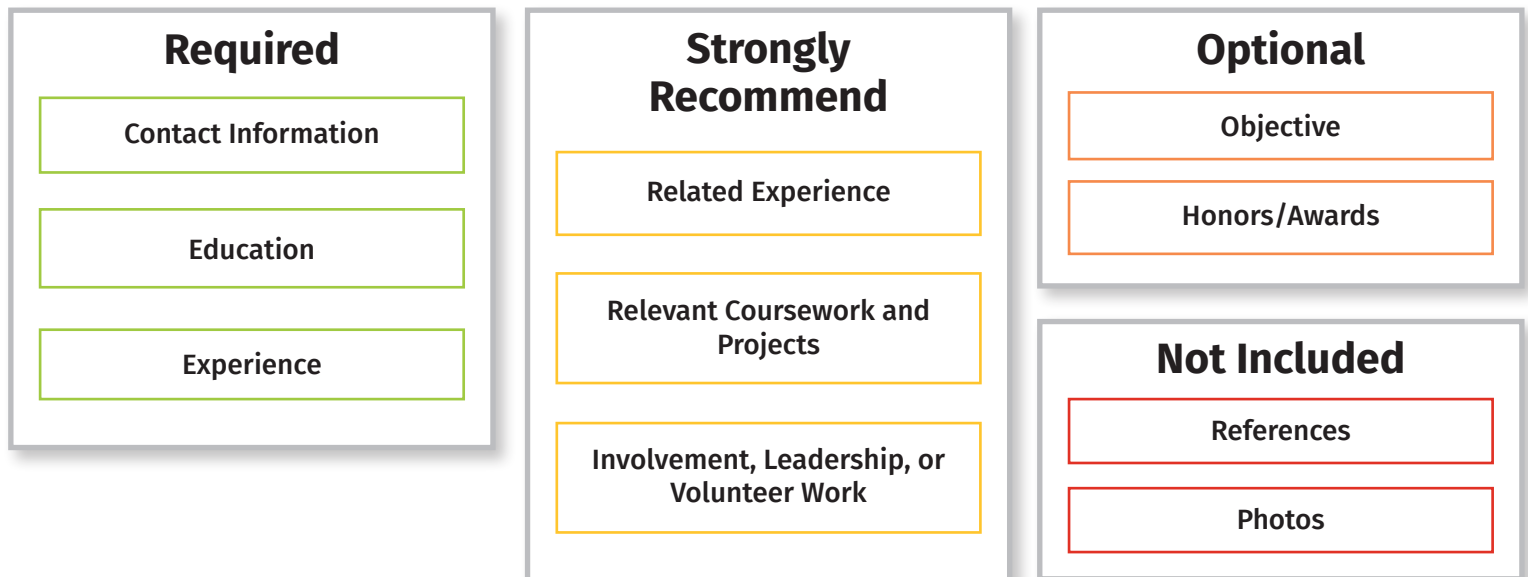 Required
Contact Information
Education
Experience
Strongly
Recommend
Related Experience
Relevant Coursework and
Projects
Involvement, Leadership, or
Volunteer Work
Optional
Objective
Honors/Awards
Not Included
References
Photos